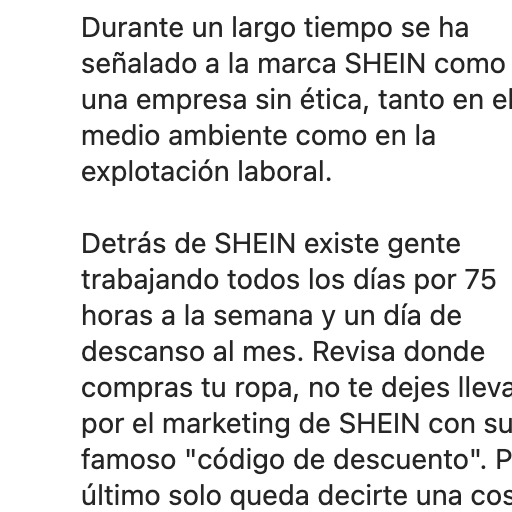 Durante un largo tiempo se ha
señalado a la marca SHEIN como
una empresa sin ética, tanto en el
medio ambiente como en la
explotación laboral.
Detrás de SHEIN existe gente
trabajando todos los días por 75
horas a la semana y un día de
descanso al mes. Revisa donde
compras tu ropa, no te dejes lleva
por el marketing de SHEIN con su
famoso "código de descuento". P
último solo queda decirte una cos